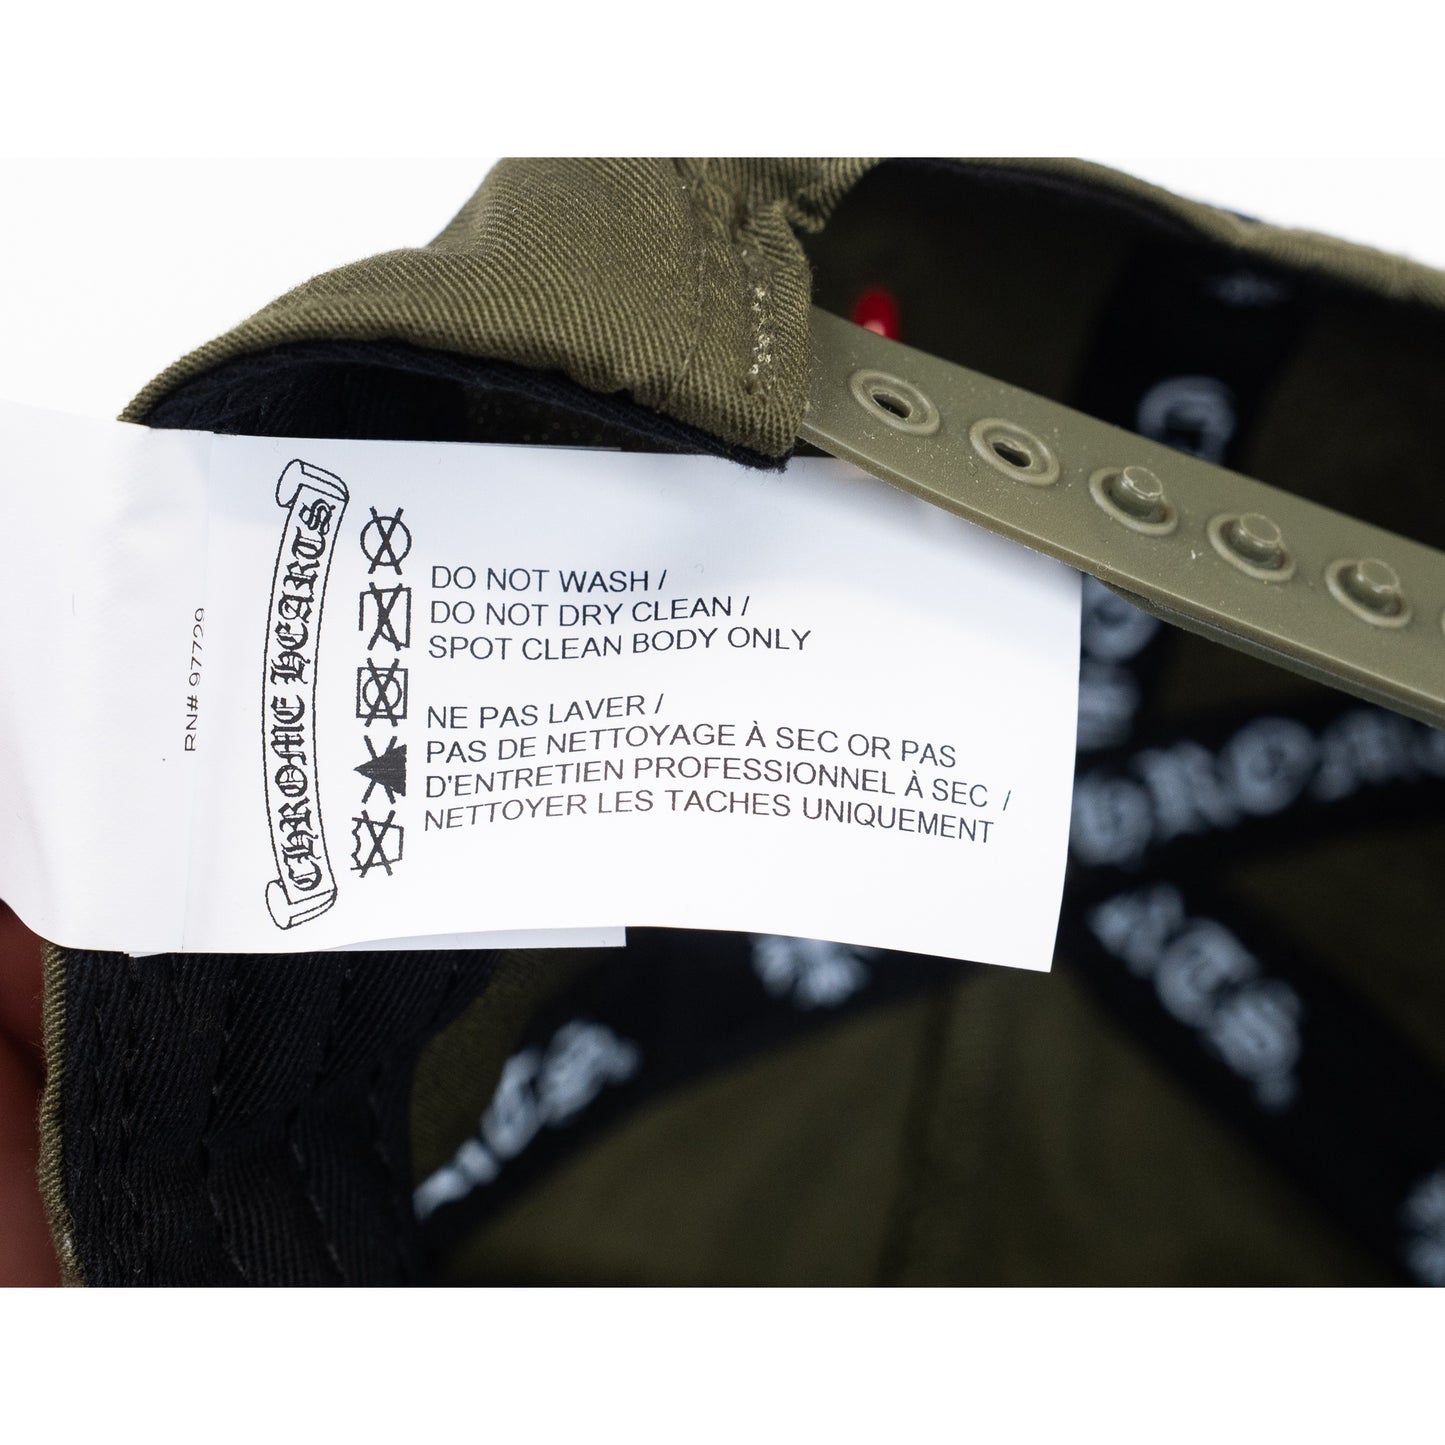 RN# 97729
CHROME HEARTS
DO NOT WASH /
DO NOT DRY CLEAN /
SPOT CLEAN BODY ONLY
NE PAS LAVER /
PAS DE NETTOYAGE À SEC OR PAS
D'ENTRETIEN PROFESSIONNEL À SEC /
NETTOYER LES TACHES UNIQUEMENT